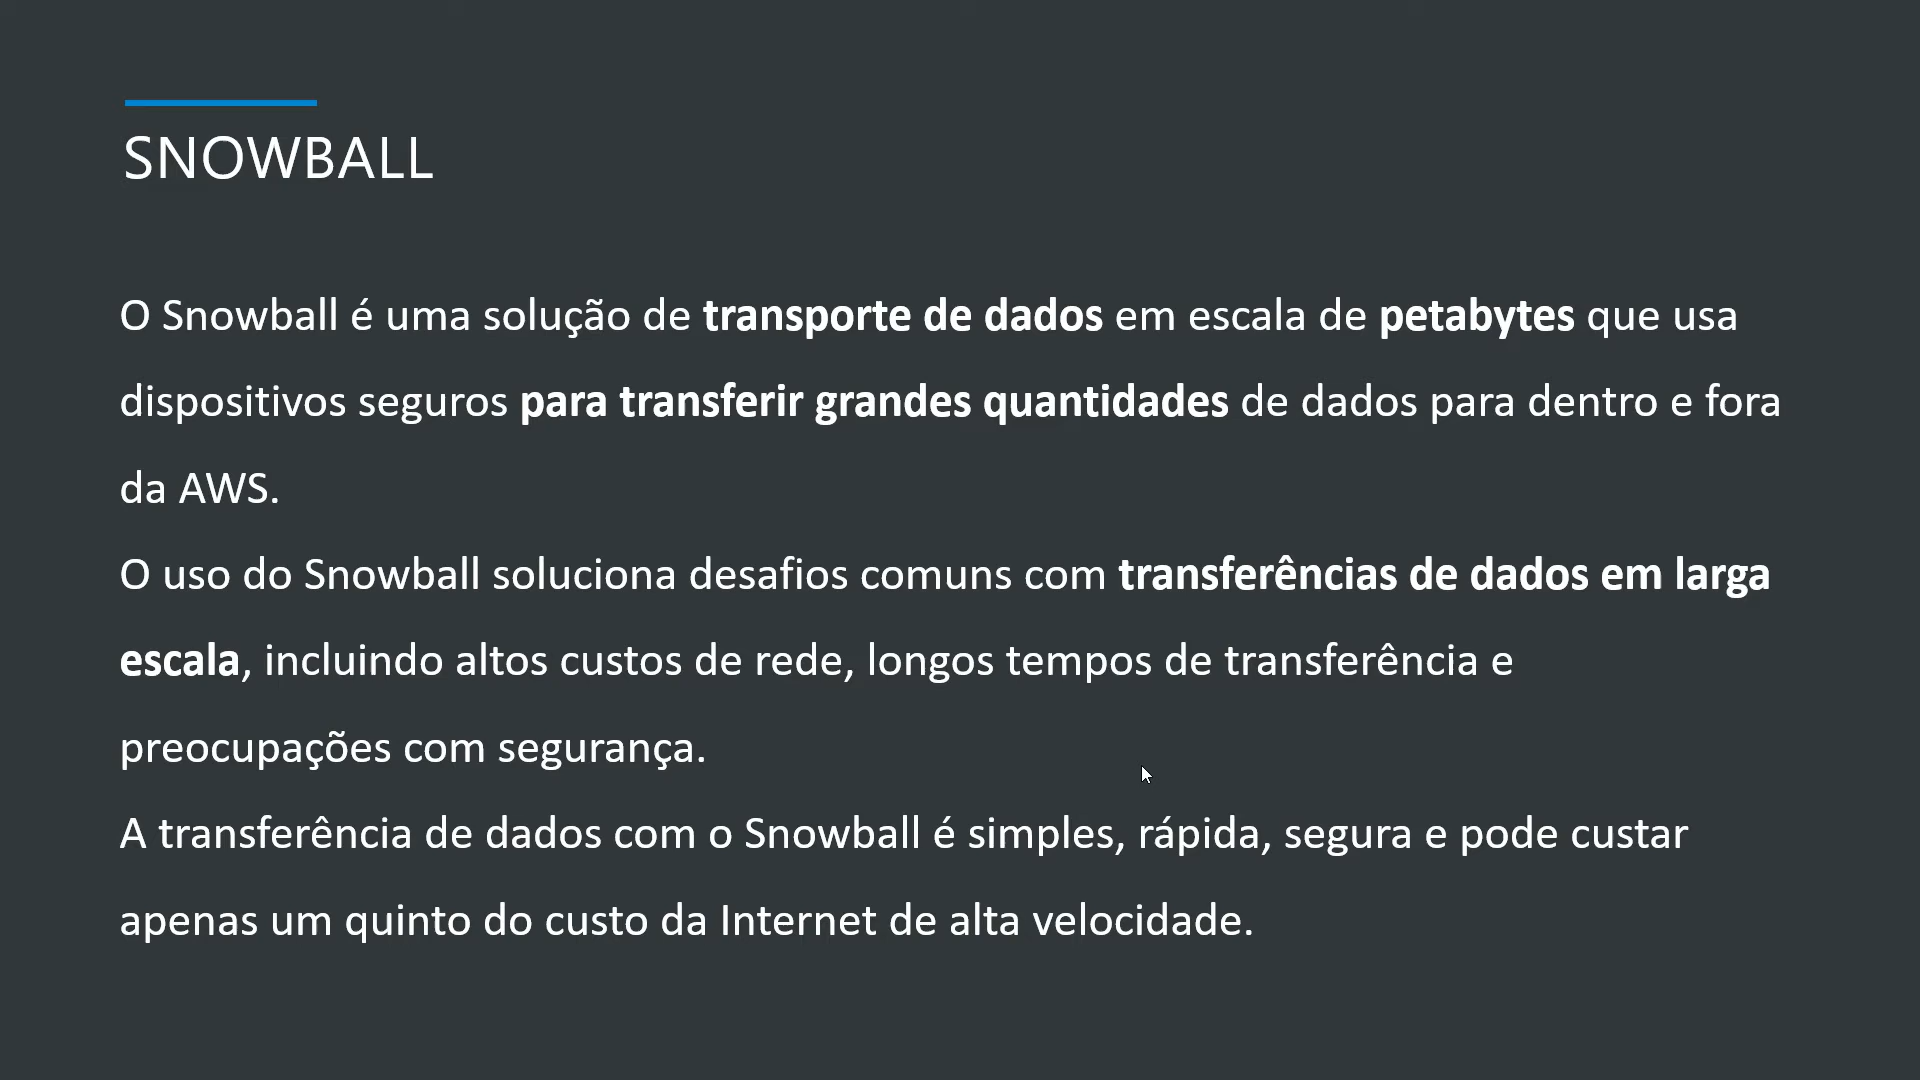 SNOWBALL
O Snowball é uma solução de transporte de dados em escala de petabytes que usa
dispositivos seguros para transferir grandes quantidades de dados para dentro e fora
da AWS.
O uso do Snowball soluciona desafios comuns com transferências de dados em larga
escala, incluindo altos custos de rede, longos tempos de transferência e
preocupações com segurança.
A transferência de dados com o Snowball é simples, rápida, segura e pode custar
apenas um quinto do custo da Internet de alta velocidade.